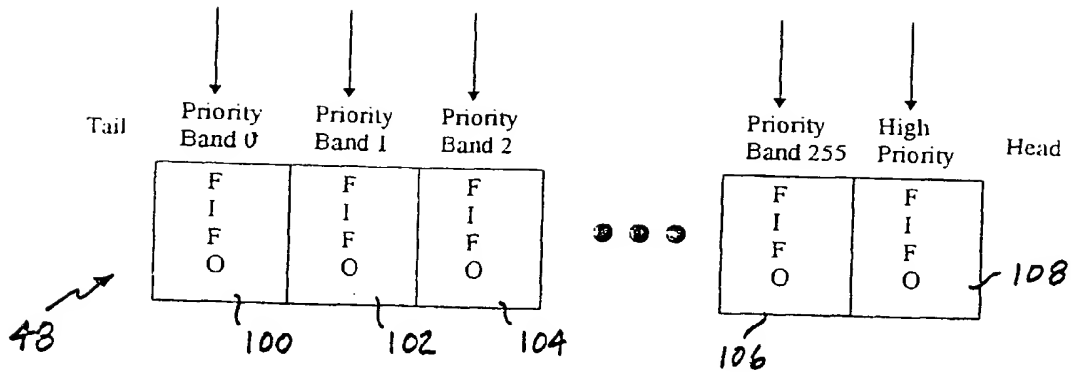 Tail
Priority
Band 0
Priority
Band 1
Priority
Band 2
Priority
Band 255
High
Priority
Head
F
I
F
O
F
I
F
O
F
I
F
O
F
I
F
O
F
I
F
O
48
100
102
104
106
108